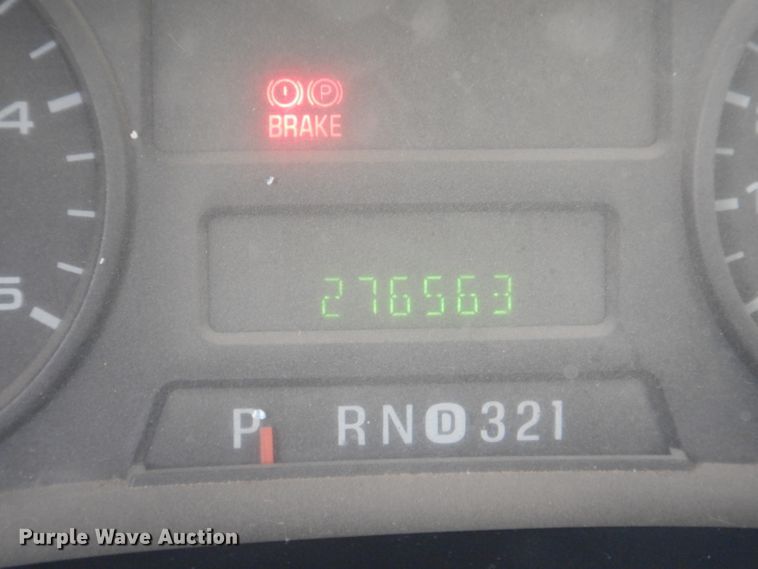 4
(!) (P)
BRAKE
276563
5
P R N D 3 2 1
Purple Wave Auction